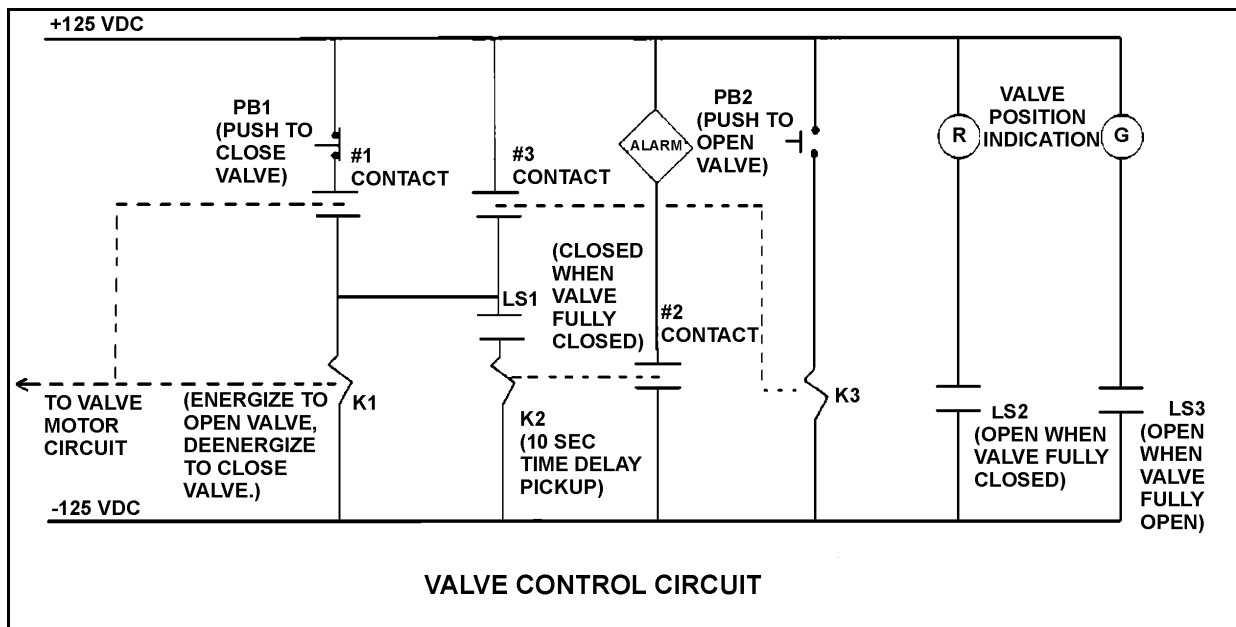 +125 VDC
PB1
(PUSH TO
CLOSE
VALVE)
#1
CONTACT
#3
CONTACT
ALARM
PB2
(PUSH TO
OPEN
VALVE)
R
VALVE
POSITION
INDICATION
G
(CLOSED
WHEN
VALVE
FULLY
CLOSED)
LS1
#2
CONTACT
TO VALVE
MOTOR
CIRCUIT
(ENERGIZE TO
OPEN VALVE,
DEENERGIZE
TO CLOSE
VALVE.)
K1
K2
(10 SEC
TIME DELAY
PICKUP)
K3
LS2
(OPEN WHEN
VALVE FULLY
CLOSED)
LS3
(OPEN
WHEN
VALVE
FULLY
OPEN)
-125 VDC
VALVE CONTROL CIRCUIT